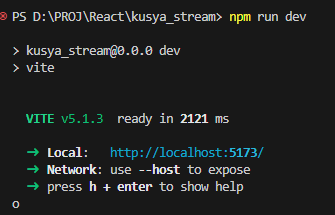 PS D:\PROJ\React\kusya_stream> npm run dev
> kusya_stream@0.0.0 dev
> vite
VITE v5.1.3 ready in 2121 ms
➜ Local: http://localhost:5173/
➜ Network: use --host to expose
➜ press h + enter to show help
o